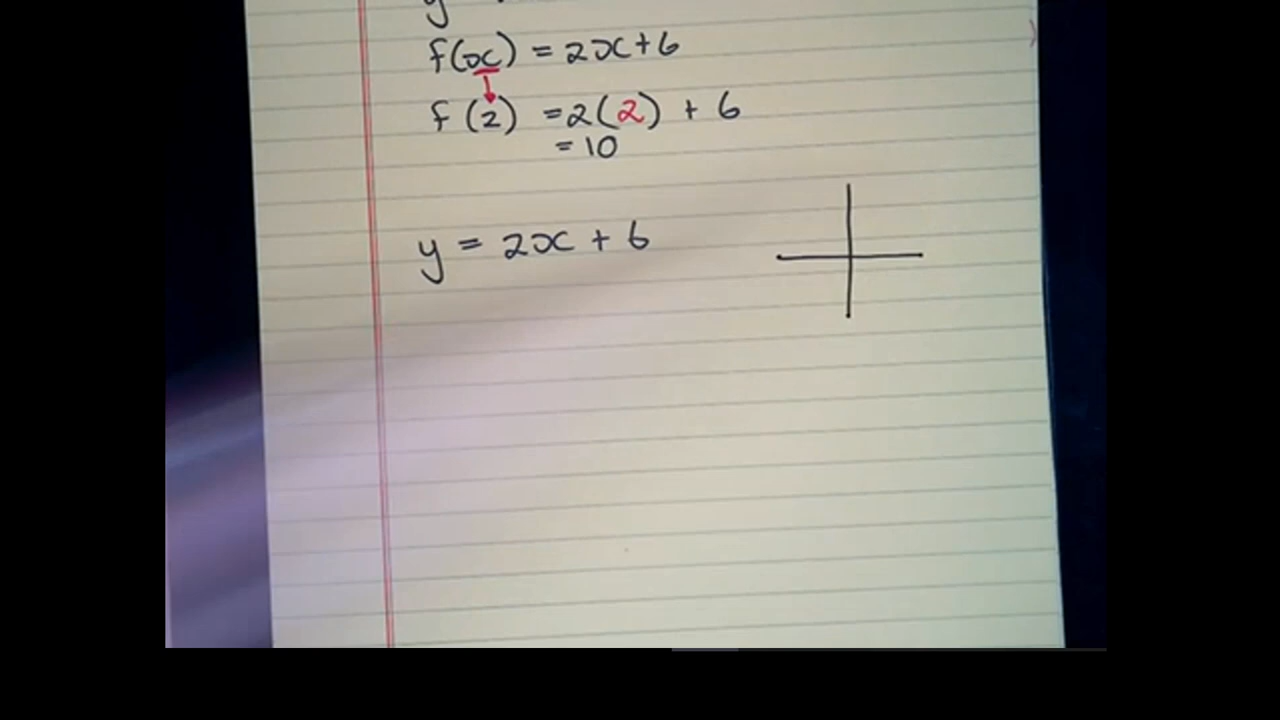 y
f(x) = 2x+6
f(2) = 2(2) + 6
= 10
y = 2x + 6